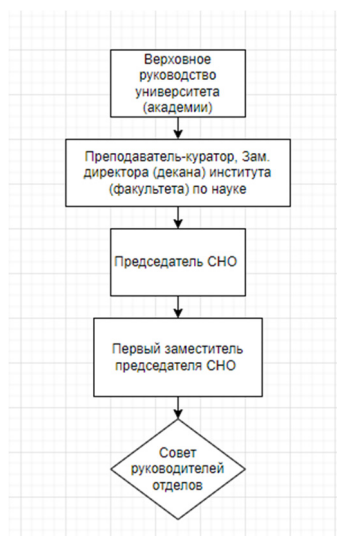 Верховное
руководство
университета
(академии)
Преподаватель-куратор, Зам.
директора (декана) института
(факультета) по науке
Председатель СНО
Первый заместитель
председателя СНО
Совет
руководителей
отделов